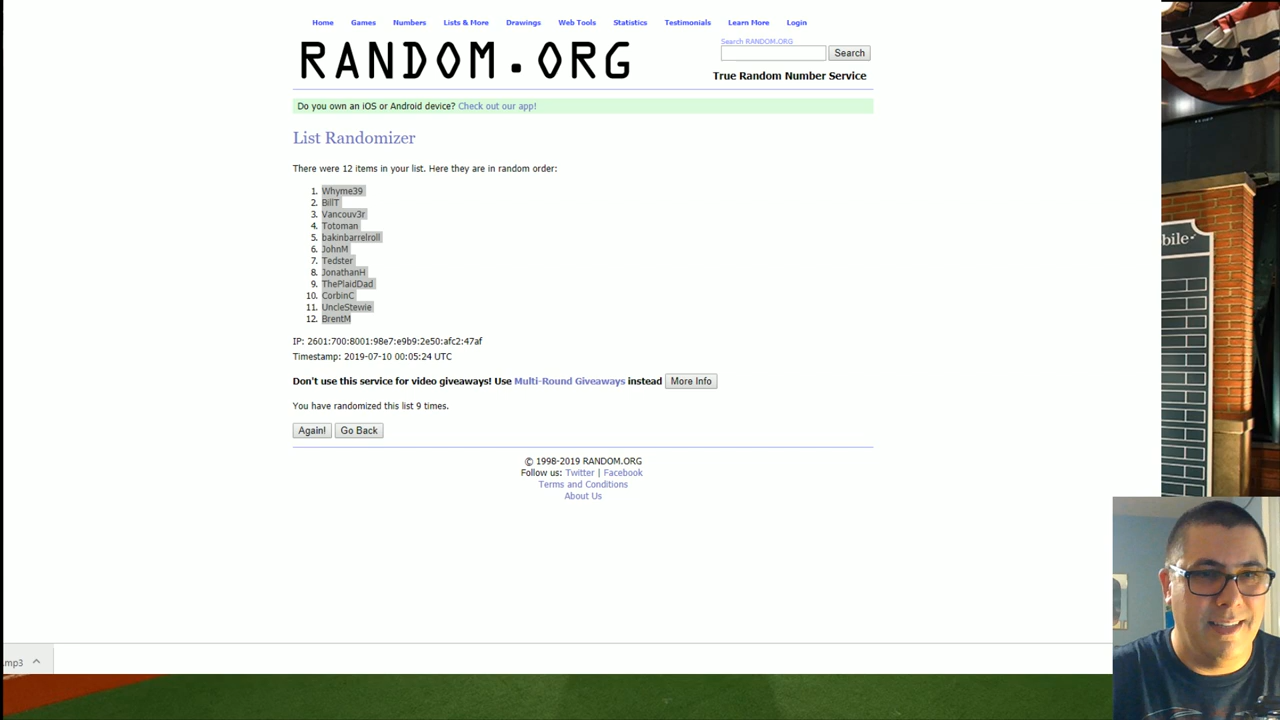 Home Games Numbers Lists & More Drawings Web Tools Statistics Testimonials Learn More Login
RANDOM.ORG
Search RANDOM.ORG
Search
True Random Number Service
Do you own an iOS or Android device? Check out our app!
List Randomizer
There were 12 items in your list. Here they are in random order:
1. Whyme39
2. BillT
3. Vancouv3r
4. Totoman
5. bakinbarrelroll
6. JohnM
7. Tedster
8. JonathanH
9. ThePlaidDad
10. CorbinC
11. UncleStewie
12. BrentM
IP: 2601:700:8001:98e7:e9b9:2e50:afc2:47af
Timestamp: 2019-07-10 00:05:24 UTC
Don't use this service for video giveaways! Use Multi-Round Giveaways instead More Info
You have randomized this list 9 times.
Again! Go Back
© 1998-2019 RANDOM.ORG
Follow us: Twitter | Facebook
Terms and Conditions
About Us
.mp3
bile